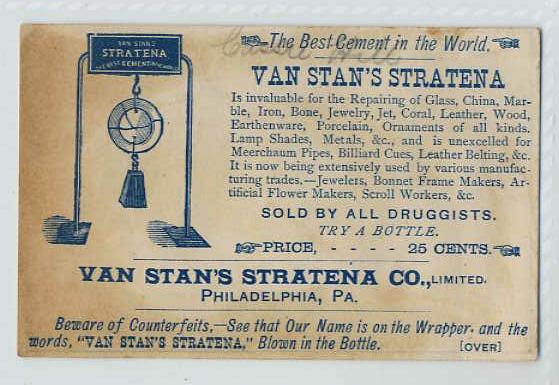 VAN STAN'S
STRATENA
THE BEST CEMENT IN THE WORLD
The Best Cement in the World.
VAN STAN'S STRATENA
Is invaluable for the Repairing of Glass, China, Mar-
ble, Iron, Bone, Jewelry, Jet, Coral, Leather, Wood,
Earthenware, Porcelain, Ornaments of all kinds.
Lamp Shades, Metals, &c., and is unexcelled for
Meerchaum Pipes, Billiard Cues, Leather Belting, &c.
It is now being extensively used by various manufac-
turing trades.—Jewelers, Bonnet Frame Makers, Ar-
tificial Flower Makers, Scroll Workers, &c.
SOLD BY ALL DRUGGISTS.
TRY A BOTTLE.
PRICE, - - - - 25 CENTS.
VAN STAN'S STRATENA CO., LIMITED.
PHILADELPHIA, PA.
Beware of Counterfeits,—See that Our Name is on the Wrapper. and the
words, "VAN STAN'S STRATENA," Blown in the Bottle. [OVER]